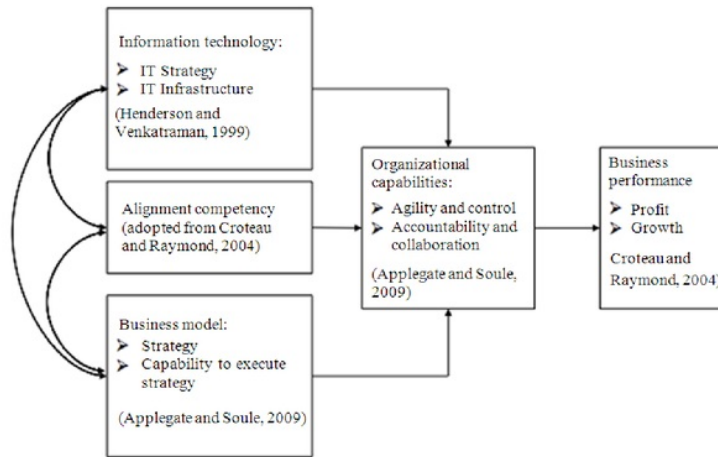 Information technology:
➤ IT Strategy
➤ IT Infrastructure
(Henderson and
Venkatraman, 1999)
Alignment competency
(adopted from Croteau
and Raymond, 2004)
Business model:
➤ Strategy
➤ Capability to execute
strategy
(Applegate and Soule, 2009)
Organizational
capabilities:
➤ Agility and control
➤ Accountability and
collaboration
(Applegate and Soule,
2009)
Business
performance
➤ Profit
➤ Growth
Croteau and
Raymond, 2004)